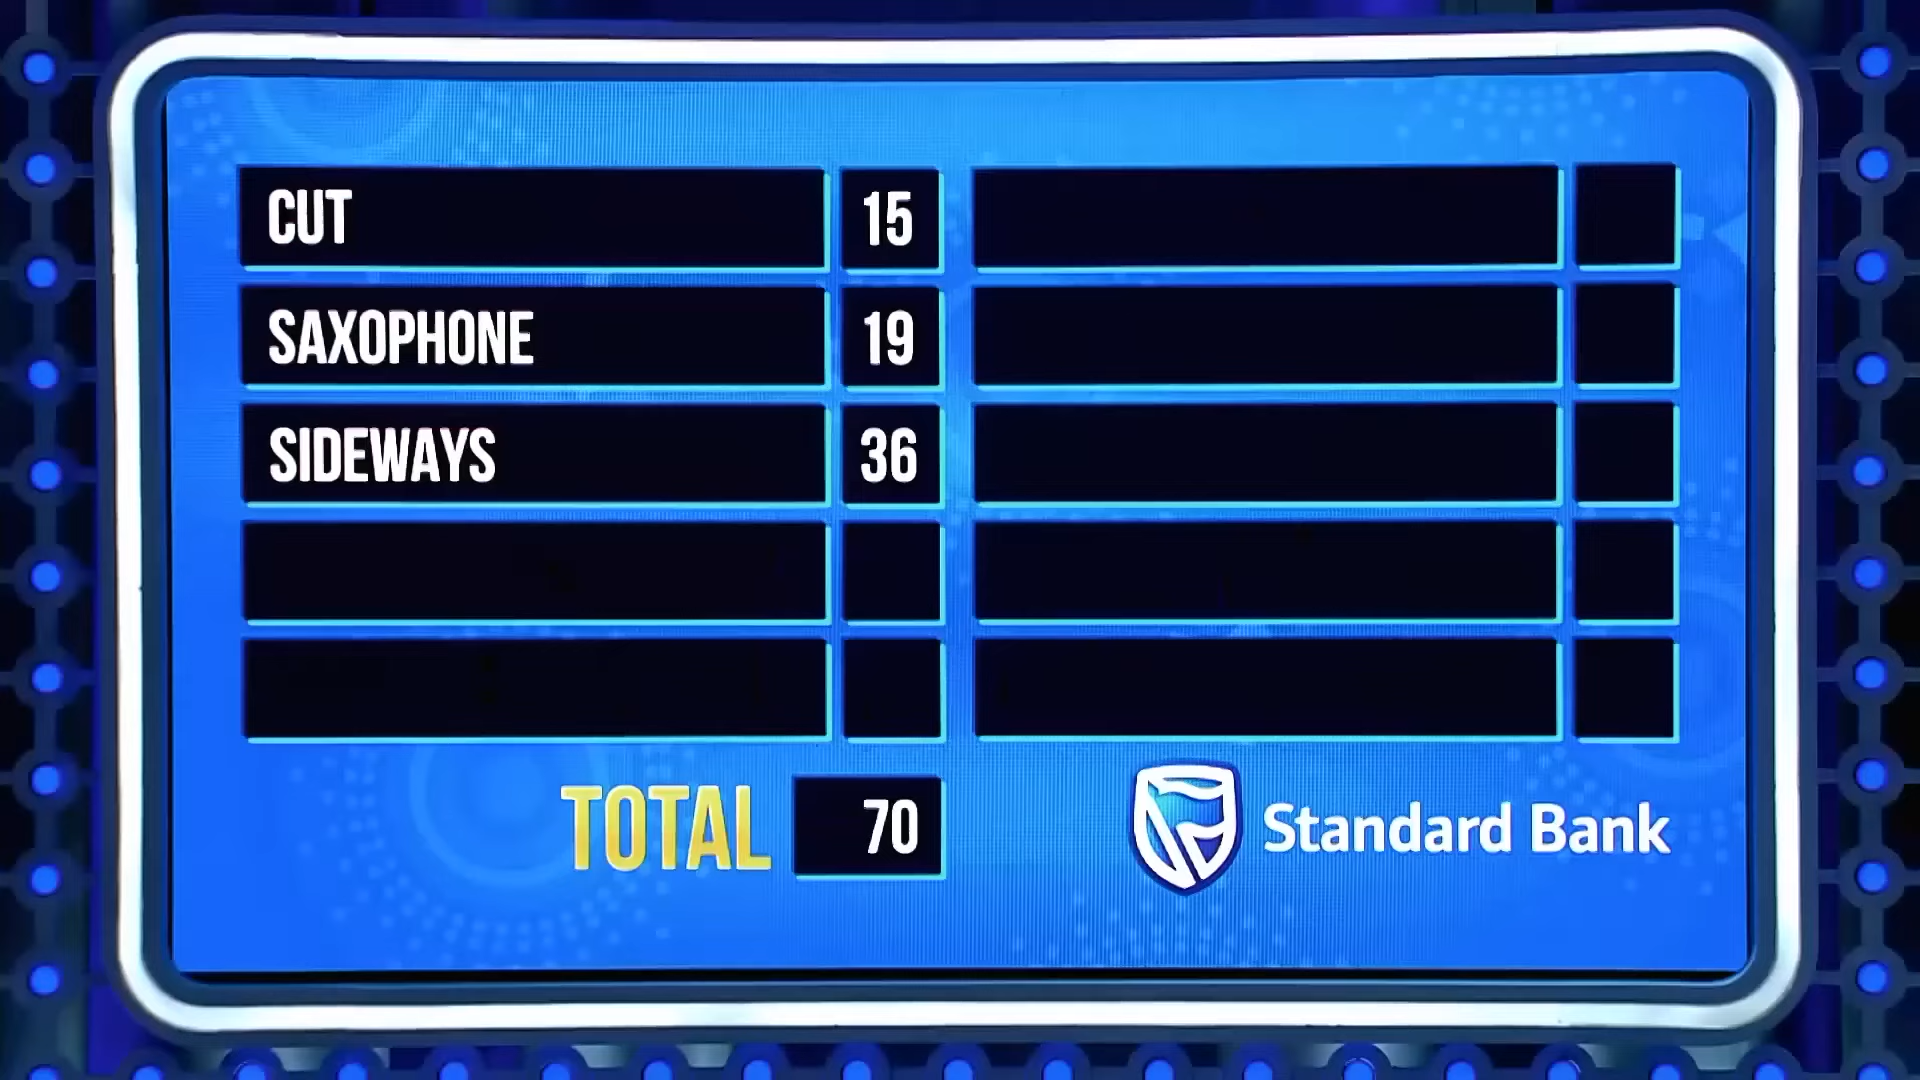 CUT 15
SAXOPHONE 19
SIDEWAYS 36
TOTAL 70
Standard Bank